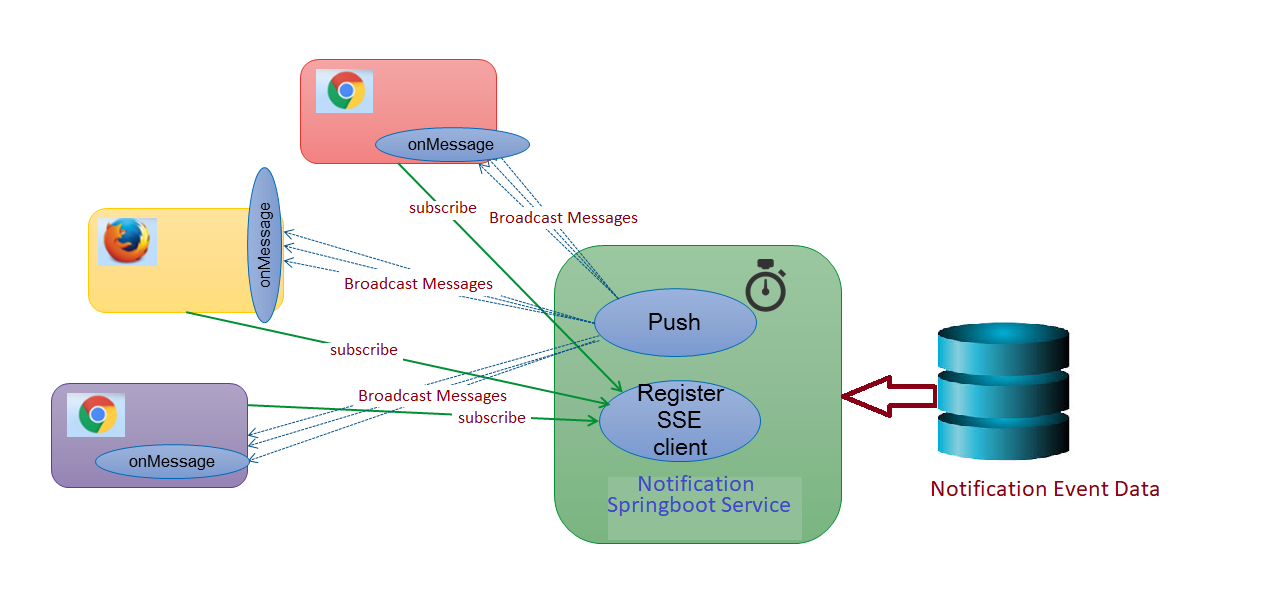 onMessage
subscribe
Broadcast Messages
onMessage
Broadcast Messages
Push
subscribe
Broadcast Messages
subscribe
Register
SSE
client
onMessage
Notification
Springboot Service
Notification Event Data